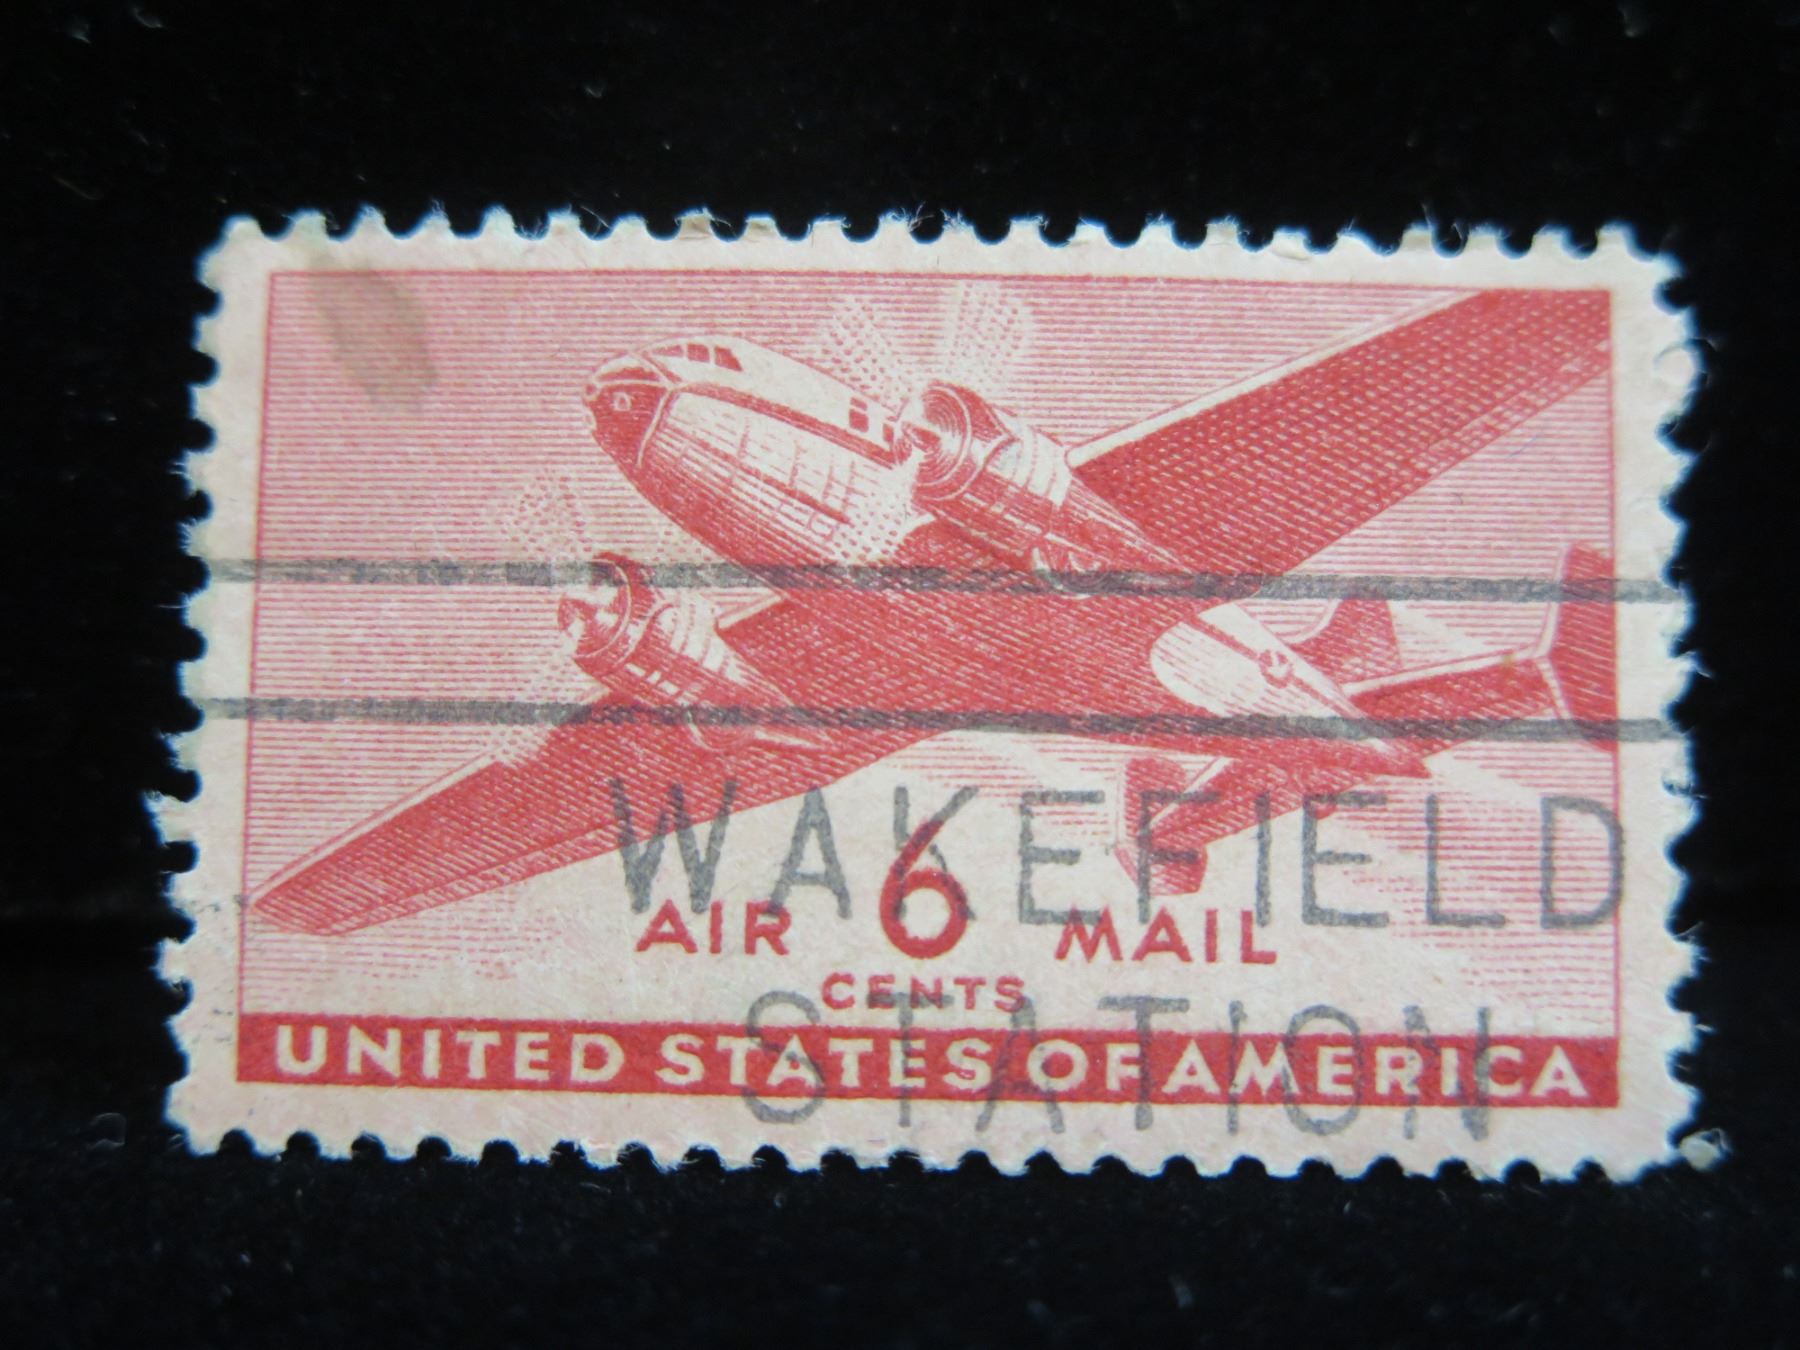 WAKEFIELD
AIR 6 MAIL
CENTS
STATION
UNITED STATES OF AMERICA